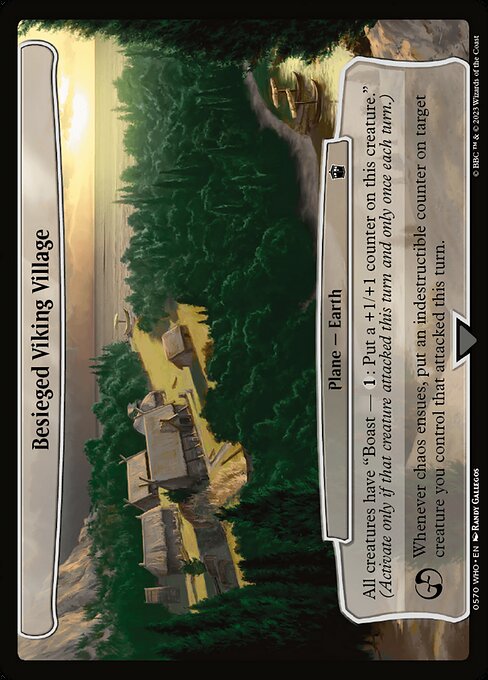 Besieged Viking Village
Plane — Earth
All creatures have “Boast — 1: Put a +1/+1 counter on this creature.”
(Activate only if that creature attacked this turn and only once each turn.)
Whenever chaos ensues, put an indestructible counter on target
creature you control that attacked this turn.
0570 WHO • EN RANDY GALLEGOS
© BBC ™ & © 2023 Wizards of the Coast